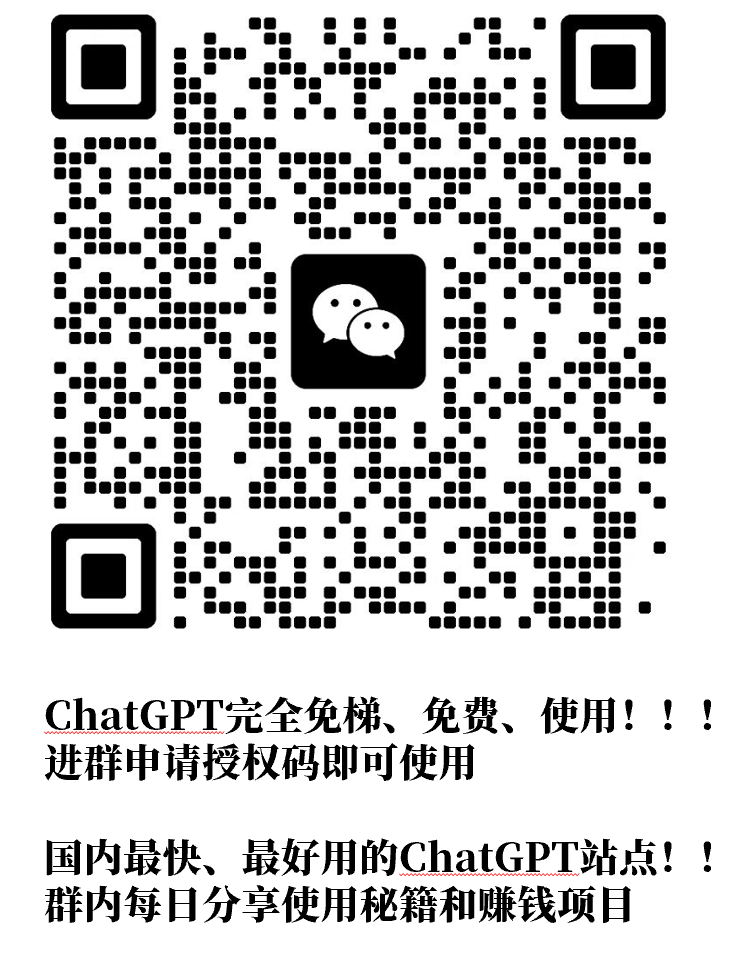 ChatGPT完全免梯、免费、使用！！！
进群申请授权码即可使用
国内最快、最好用的ChatGPT站点！！
群内每日分享使用秘籍和赚钱项目